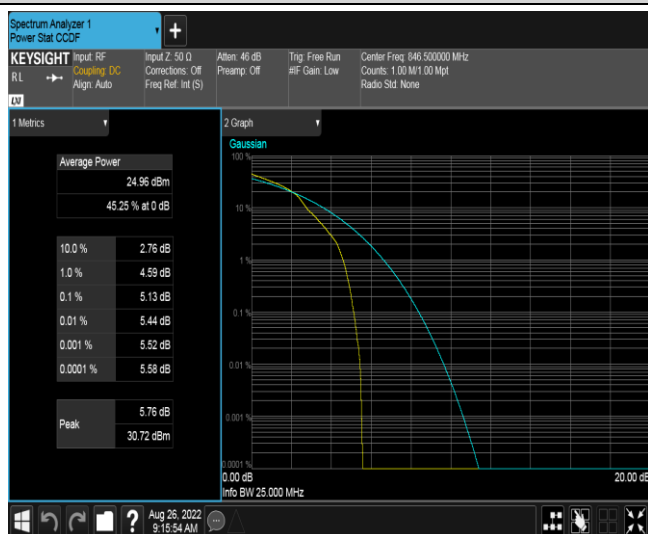 Spectrum Analyzer 1
Power Stat CCDF
+
KEYSIGHT
RL
LXI
Input: RF
Coupling: DC
Align: Auto
Input Z: 50 Ω
Corrections: Off
Freq Ref: Int (S)
Atten: 46 dB
Preamp: Off
Trig: Free Run
#IF Gain: Low
Center Freq: 846.500000 MHz
Counts: 1.00 M/1.00 Mpt
Radio Std: None
1 Metrics
Average Power
24.96 dBm
45.25 % at 0 dB
10.0 % 2.76 dB
1.0 % 4.59 dB
0.1 % 5.13 dB
0.01 % 5.44 dB
0.001 % 5.52 dB
0.0001 % 5.58 dB
Peak
5.76 dB
30.72 dBm
2 Graph
Gaussian
100 %
10 %
1 %
0.1 %
0.01 %
0.001 %
0.0001 %
0.00 dB 20.00 dB
Info BW 25.000 MHz
?
Aug 26, 2022
9:15:54 AM